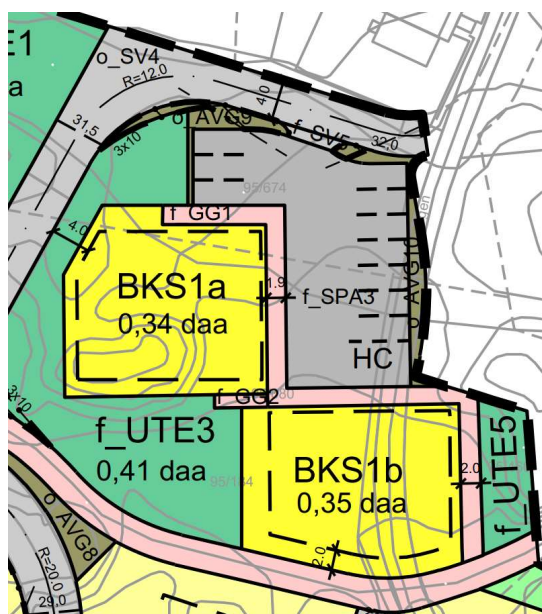 E1
a
o_SV4
R=12.0
4.0
o_AVG9
f_SV5
32.0
31,5
3x10
95/674
f_GG1
4.0
BKS1a
0,34 daa
1.9
f_SPA3
o_AVG10
HC
f_GG2
80
3x10
f_UTE3
0,41 daa
95/184
BKS1b
0,35 daa
2.0
f_UTE5
o_AVG8
R=20.0
2.0
29.0